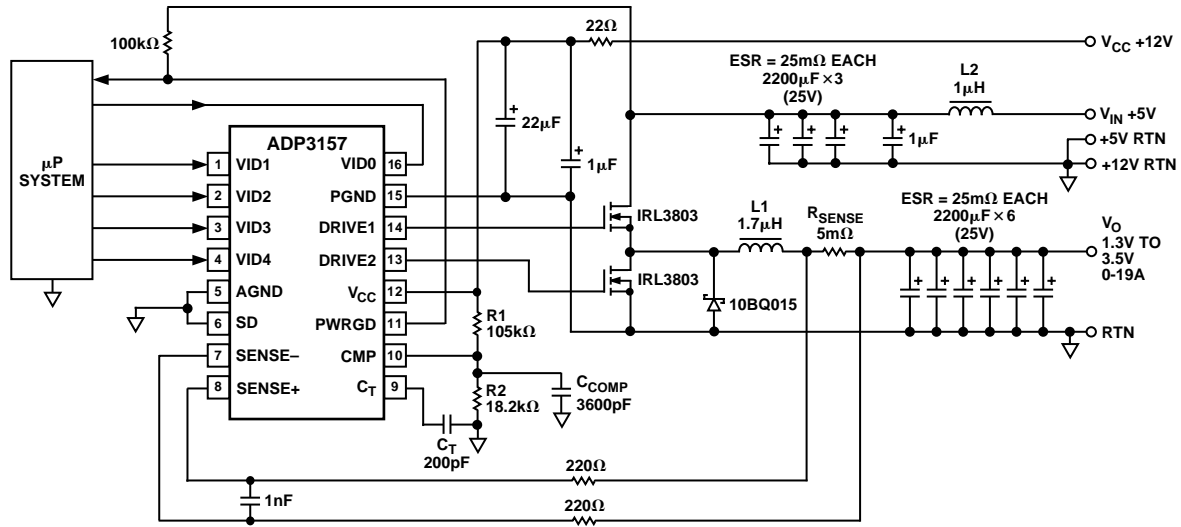 100kΩ
22Ω
VCC +12V
ESR = 25mΩ EACH
2200µF × 3
(25V)
L2
1µH
VIN +5V
+5V RTN
+12V RTN
22µF
1µF
1µF
µP
SYSTEM
ADP3157
1 VID1
VID0 16
2 VID2
PGND 15
3 VID3
DRIVE1 14
4 VID4
DRIVE2 13
5 AGND
VCC 12
6 SD
PWRGD 11
7 SENSE–
CMP 10
8 SENSE+
CT 9
IRL3803
IRL3803
L1
1.7µH
RSENSE
5mΩ
ESR = 25mΩ EACH
2200µF × 6
(25V)
VO
1.3V TO
3.5V
0-19A
10BQ015
RTN
R1
105kΩ
R2
18.2kΩ
CCOMP
3600pF
CT
200pF
220Ω
1nF
220Ω